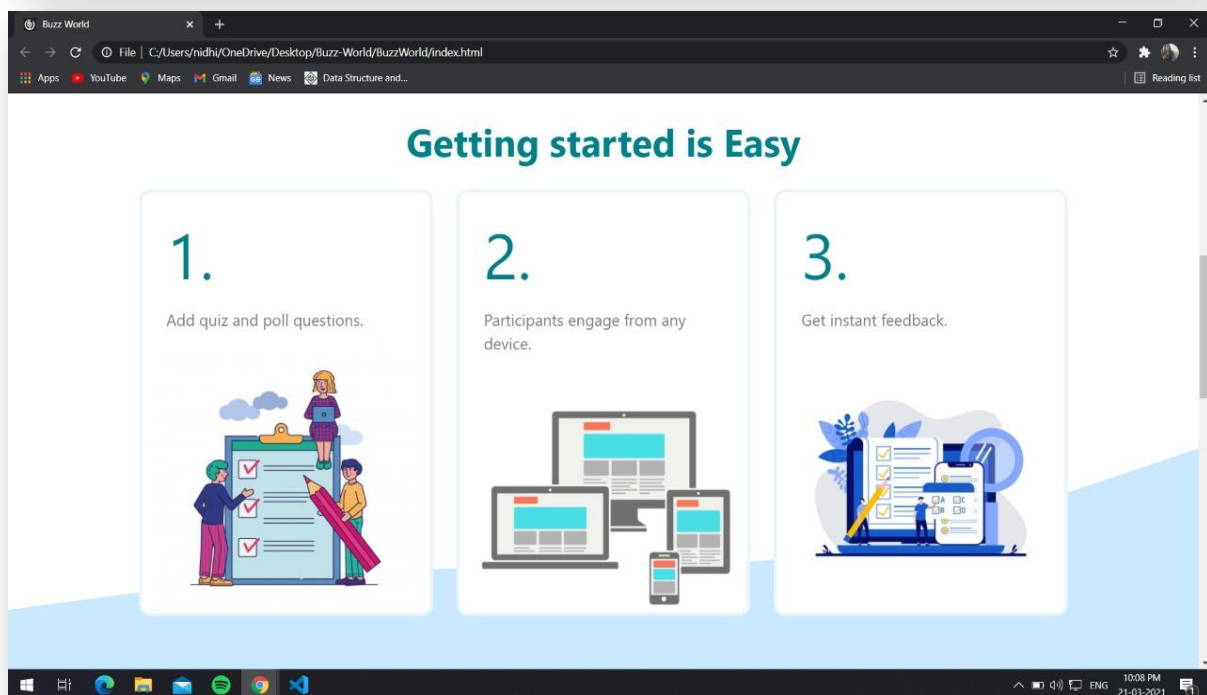 Buzz World
File | C:/Users/nidhi/OneDrive/Desktop/Buzz-World/BuzzWorld/index.html
Apps YouTube Maps Gmail News Data Structure and... Reading list
Getting started is Easy
1.
Add quiz and poll questions.
2.
Participants engage from any
device.
3.
Get instant feedback.
A C
B D
ENG
10:08 PM
21-03-2021